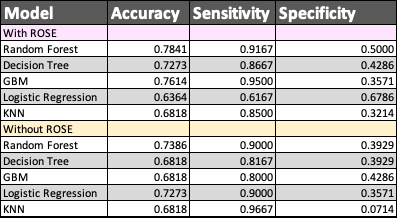 Model Accuracy Sensitivity Specificity
With ROSE
Random Forest 0.7841 0.9167 0.5000
Decision Tree 0.7273 0.8667 0.4286
GBM 0.7614 0.9500 0.3571
Logistic Regression 0.6364 0.6167 0.6786
KNN 0.6818 0.8500 0.3214
Without ROSE
Random Forest 0.7386 0.9000 0.3929
Decision Tree 0.6818 0.8167 0.3929
GBM 0.6818 0.8000 0.4286
Logistic Regression 0.7273 0.9000 0.3571
KNN 0.6818 0.9667 0.0714